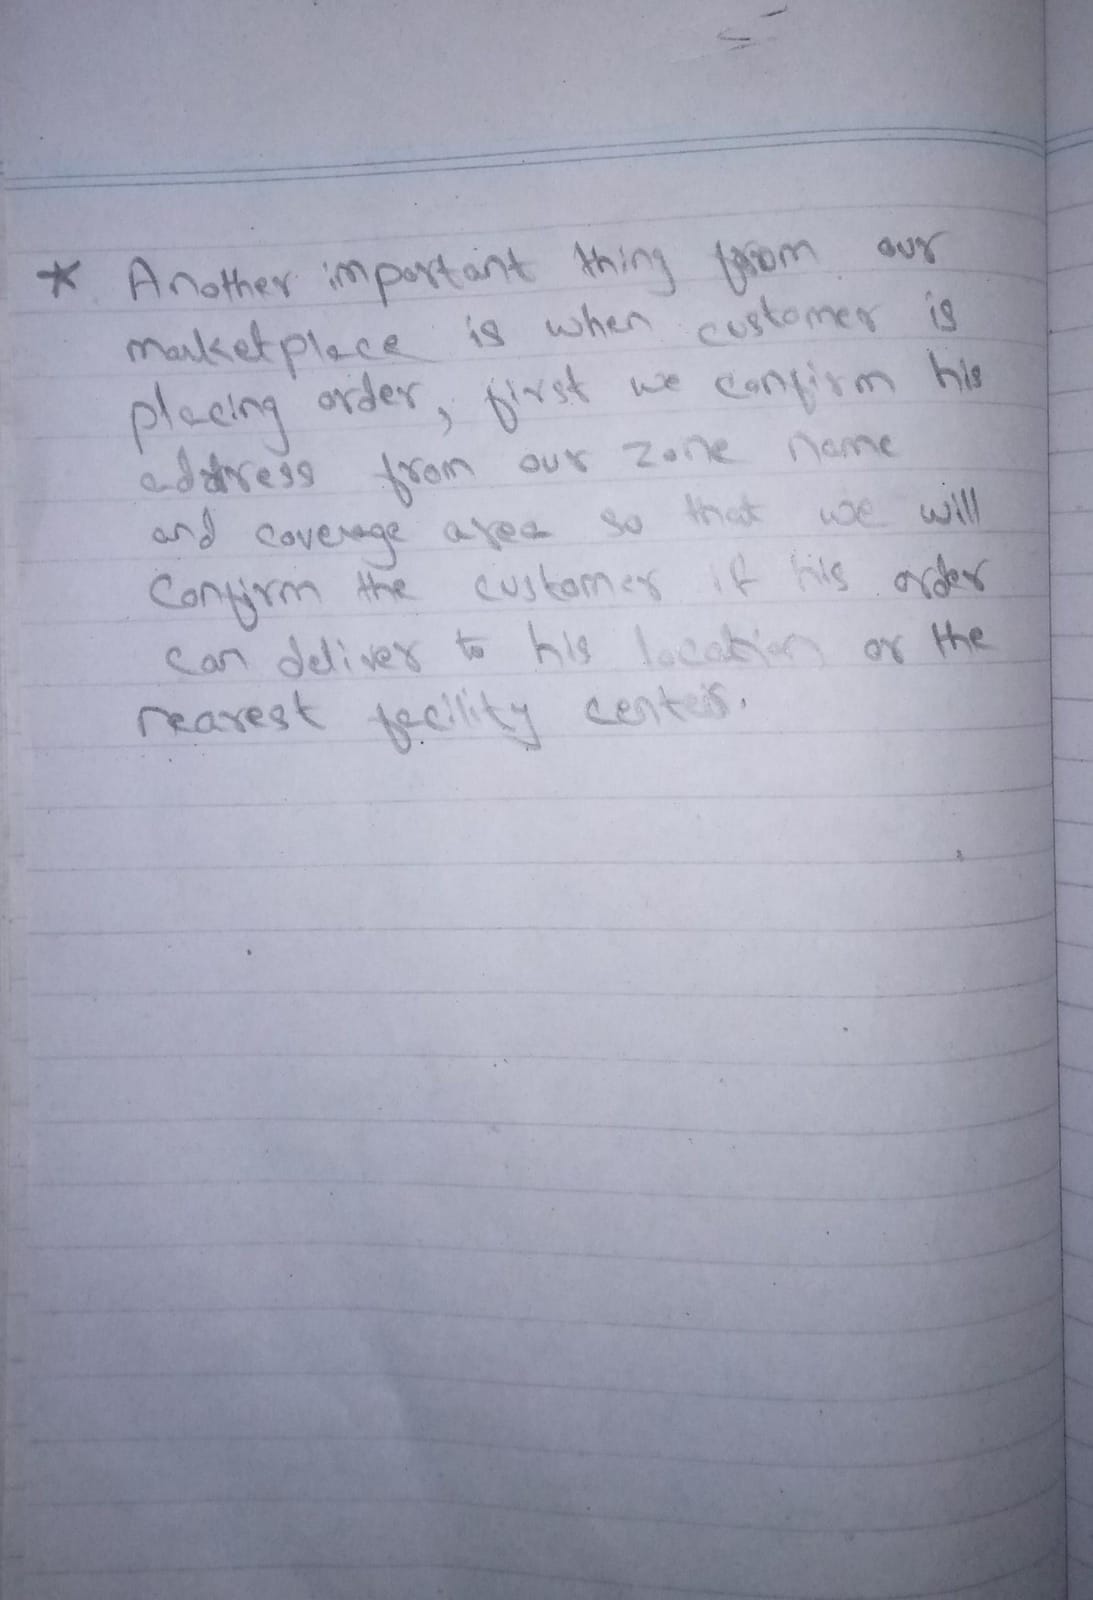 * Another important thing from our
marketplace is when customer is
placing order, first we confirm his
address from our zone name
and coverage area so that we will
Confirm the customer if his order
can deliver to his location or the
nearest facility centers.